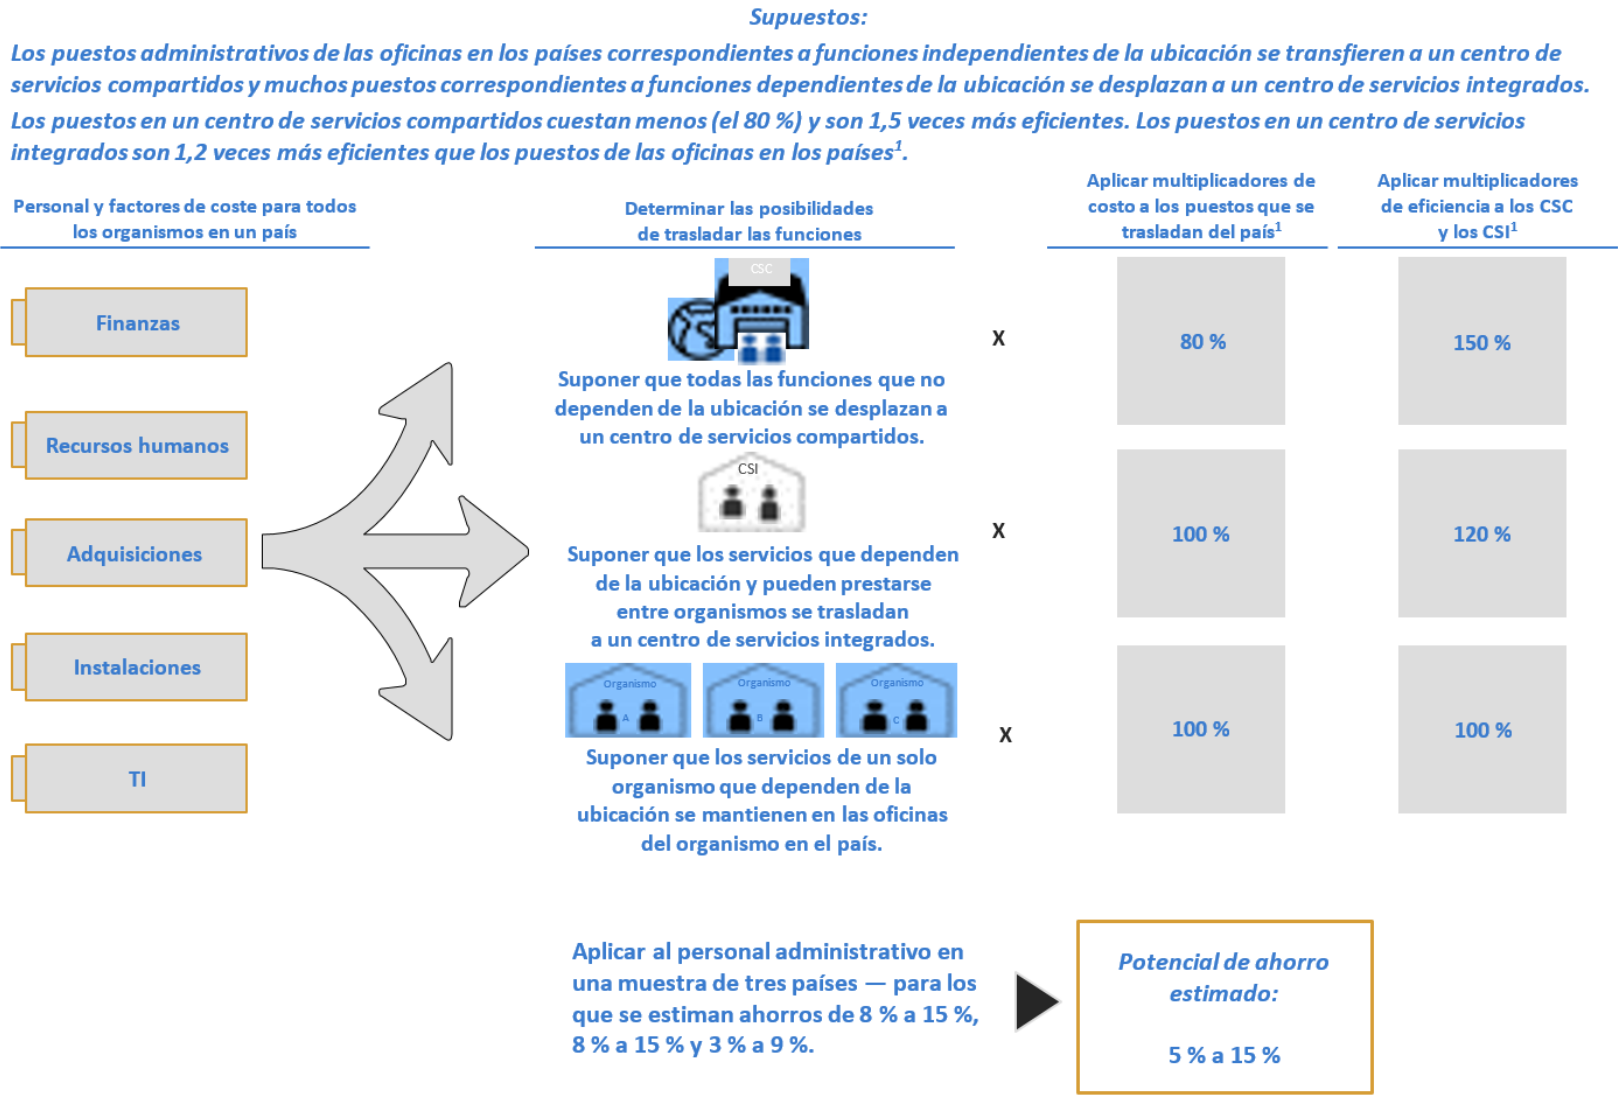 Supuestos:
Los puestos administrativos de las oficinas en los países correspondientes a funciones independientes de la ubicación se transfieren a un centro de
servicios compartidos y muchos puestos correspondientes a funciones dependientes de la ubicación se desplazan a un centro de servicios integrados.
Los puestos en un centro de servicios compartidos cuestan menos (el 80 %) y son 1,5 veces más eficientes. Los puestos en un centro de servicios
integrados son 1,2 veces más eficientes que los puestos de las oficinas en los países¹.
Personal y factores de coste para todos
los organismos en un país
Finanzas
Recursos humanos
Adquisiciones
Instalaciones
TI
Determinar las posibilidades
de trasladar las funciones
CSC
Suponer que todas las funciones que no
dependen de la ubicación se desplazan a
un centro de servicios compartidos.
CSI
Suponer que los servicios que dependen
de la ubicación y pueden prestarse
entre organismos se trasladan
a un centro de servicios integrados.
Organismo
A
Organismo
B
Organismo
C
Suponer que los servicios de un solo
organismo que dependen de la
ubicación se mantienen en las oficinas
del organismo en el país.
X
X
X
Aplicar multiplicadores de
costo a los puestos que se
trasladan del país¹
80 %
100 %
100 %
Aplicar multiplicadores
de eficiencia a los CSC
y los CSI¹
150 %
120 %
100 %
Aplicar al personal administrativo en
una muestra de tres países — para los
que se estiman ahorros de 8 % a 15 %,
8 % a 15 % y 3 % a 9 %.
Potencial de ahorro
estimado:
5 % a 15 %